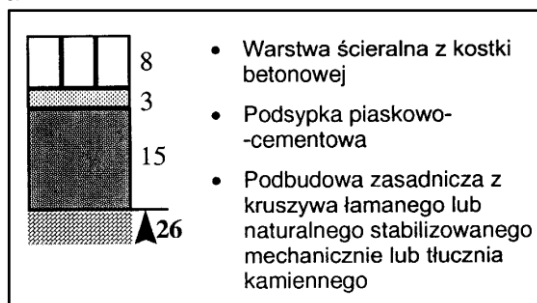 8
3
15
26
• Warstwa ścieralna z kostki
betonowej
• Podsypka piaskowo-
-cementowa
• Podbudowa zasadnicza z
kruszywa łamanego lub
naturalnego stabilizowanego
mechanicznie lub tłucznia
kamiennego